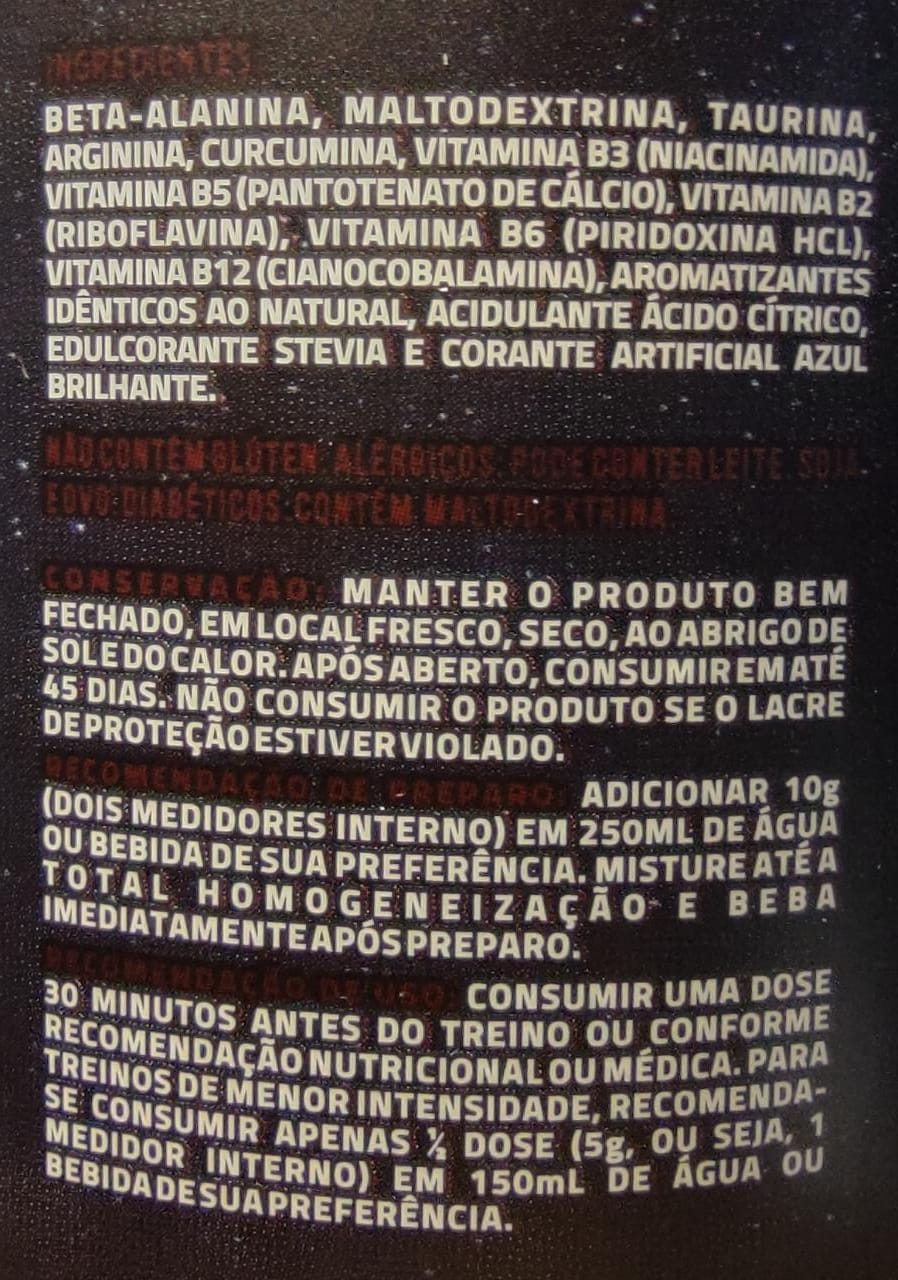 INGREDIENTES:
BETA-ALANINA, MALTODEXTRINA, TAURINA,
ARGININA, CURCUMINA, VITAMINA B3 (NIACINAMIDA),
VITAMINA B5 (PANTOTENATO DE CÁLCIO), VITAMINA B2
(RIBOFLAVINA), VITAMINA B6 (PIRIDOXINA HCL),
VITAMINA B12 (CIANOCOBALAMINA), AROMATIZANTES
IDÊNTICOS AO NATURAL, ACIDULANTE ÁCIDO CÍTRICO,
EDULCORANTE STEVIA E CORANTE ARTIFICIAL AZUL
BRILHANTE.
NÃO CONTÉM GLÚTEN. ALÉRGICOS: PODE CONTER LEITE, SOJA
E OVO. DIABÉTICOS: CONTÉM MALTODEXTRINA.
CONSERVAÇÃO: MANTER O PRODUTO BEM
FECHADO, EM LOCAL FRESCO, SECO, AO ABRIGO DE
SOL E DO CALOR. APÓS ABERTO, CONSUMIR EM ATÉ
45 DIAS. NÃO CONSUMIR O PRODUTO SE O LACRE
DE PROTEÇÃO ESTIVER VIOLADO.
RECOMENDAÇÃO DE PREPARO: ADICIONAR 10g
(DOIS MEDIDORES INTERNO) EM 250ML DE ÁGUA
OU BEBIDA DE SUA PREFERÊNCIA. MISTURE ATÉ A
TOTAL HOMOGENEIZAÇÃO E BEBA
IMEDIATAMENTE APÓS PREPARO.
RECOMENDAÇÃO DE USO: CONSUMIR UMA DOSE
30 MINUTOS ANTES DO TREINO OU CONFORME
RECOMENDAÇÃO NUTRICIONAL OU MÉDICA. PARA
TREINOS DE MENOR INTENSIDADE, RECOMENDA-
SE CONSUMIR APENAS ½ DOSE (5g, OU SEJA, 1
MEDIDOR INTERNO) EM 150mL DE ÁGUA OU
BEBIDA DE SUA PREFERÊNCIA.